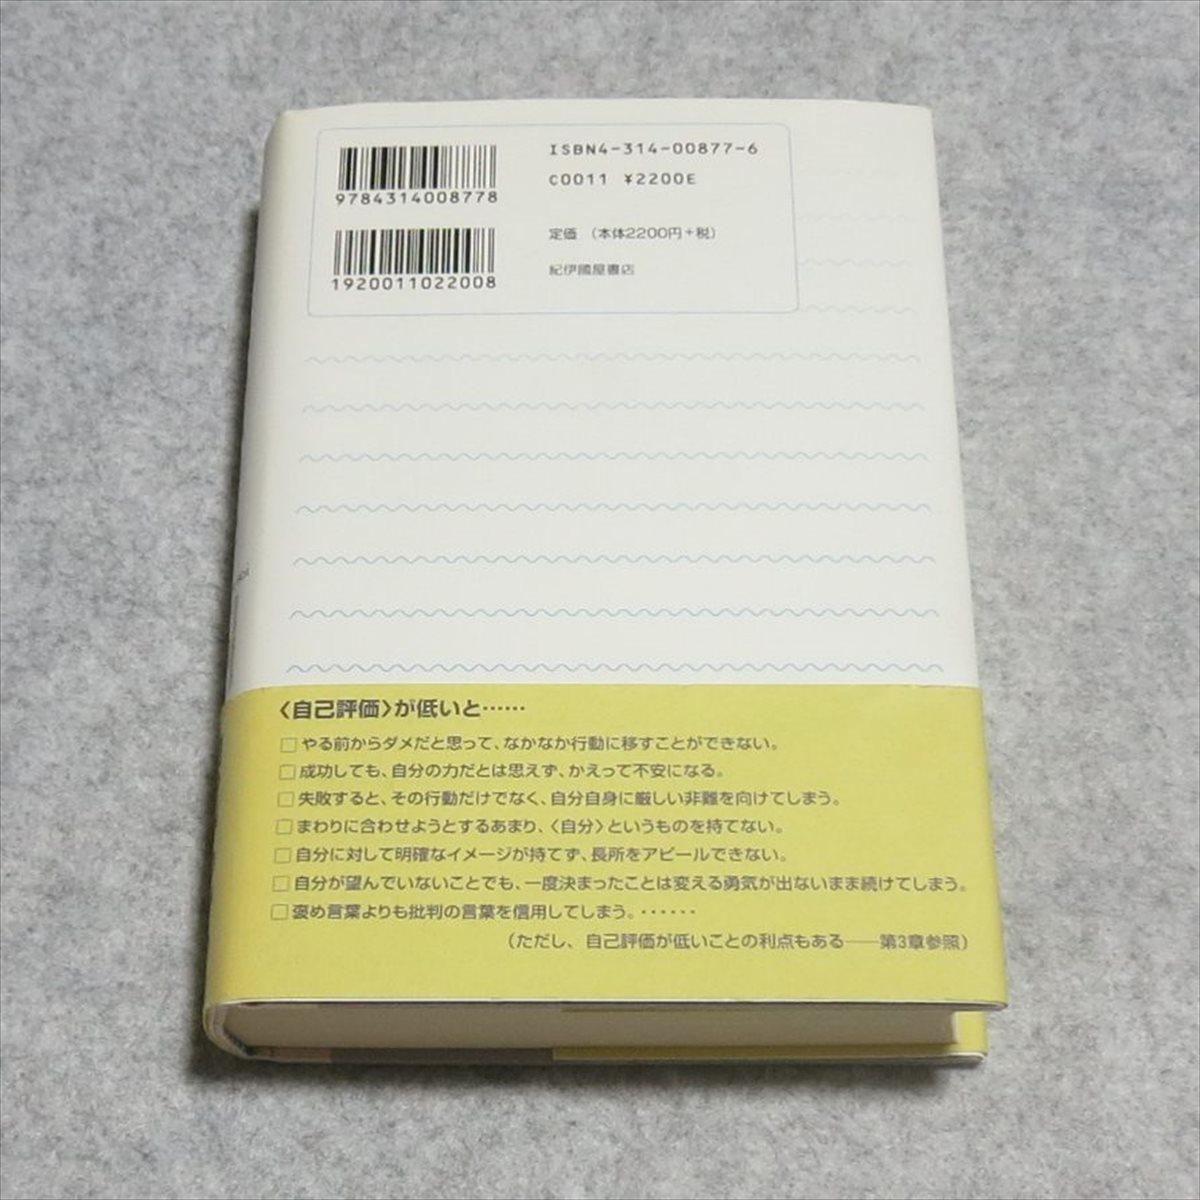 ISBN4-314-00877-6
9784314008778
C0011 ¥2200E
定価 (本体2200円+税)
1920011022008
紀伊國屋書店
〈自己評価〉が低いと……
□やる前からダメだと思って、なかなか行動に移すことができない。
□成功しても、自分の力だとは思えず、かえって不安になる。
□失敗すると、その行動だけでなく、自分自身に厳しい非難を向けてしまう。
□まわりに合わせようとするあまり、〈自分〉というものを持てない。
□自分に対して明確なイメージが持てず、長所をアピールできない。
□自分が望んでいないことでも、一度決まったことは変える勇気が出ないまま続けてしまう。
□褒め言葉よりも批判の言葉を信用してしまう。……
(ただし、自己評価が低いことの利点もある──第3章参照)